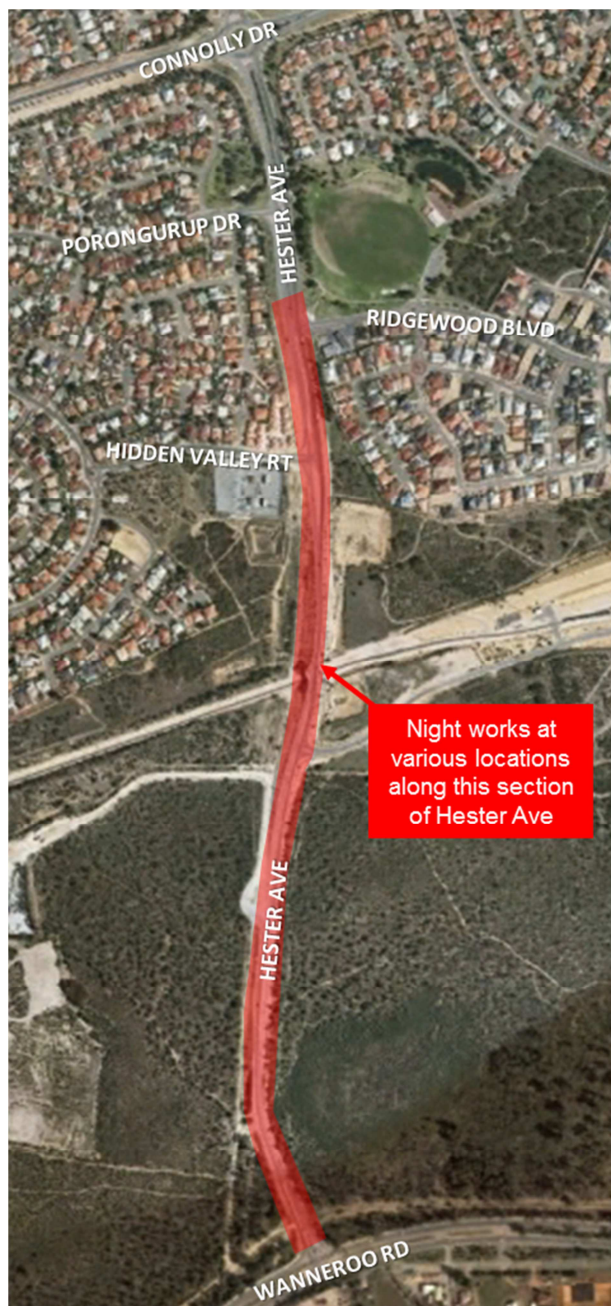 CONNOLLY DR
HESTER AVE
PORONGURUP DR
RIDGEWOOD BLVD
HIDDEN VALLEY RT
Night works at
various locations
along this section
of Hester Ave
HESTER AVE
WANNEROO RD